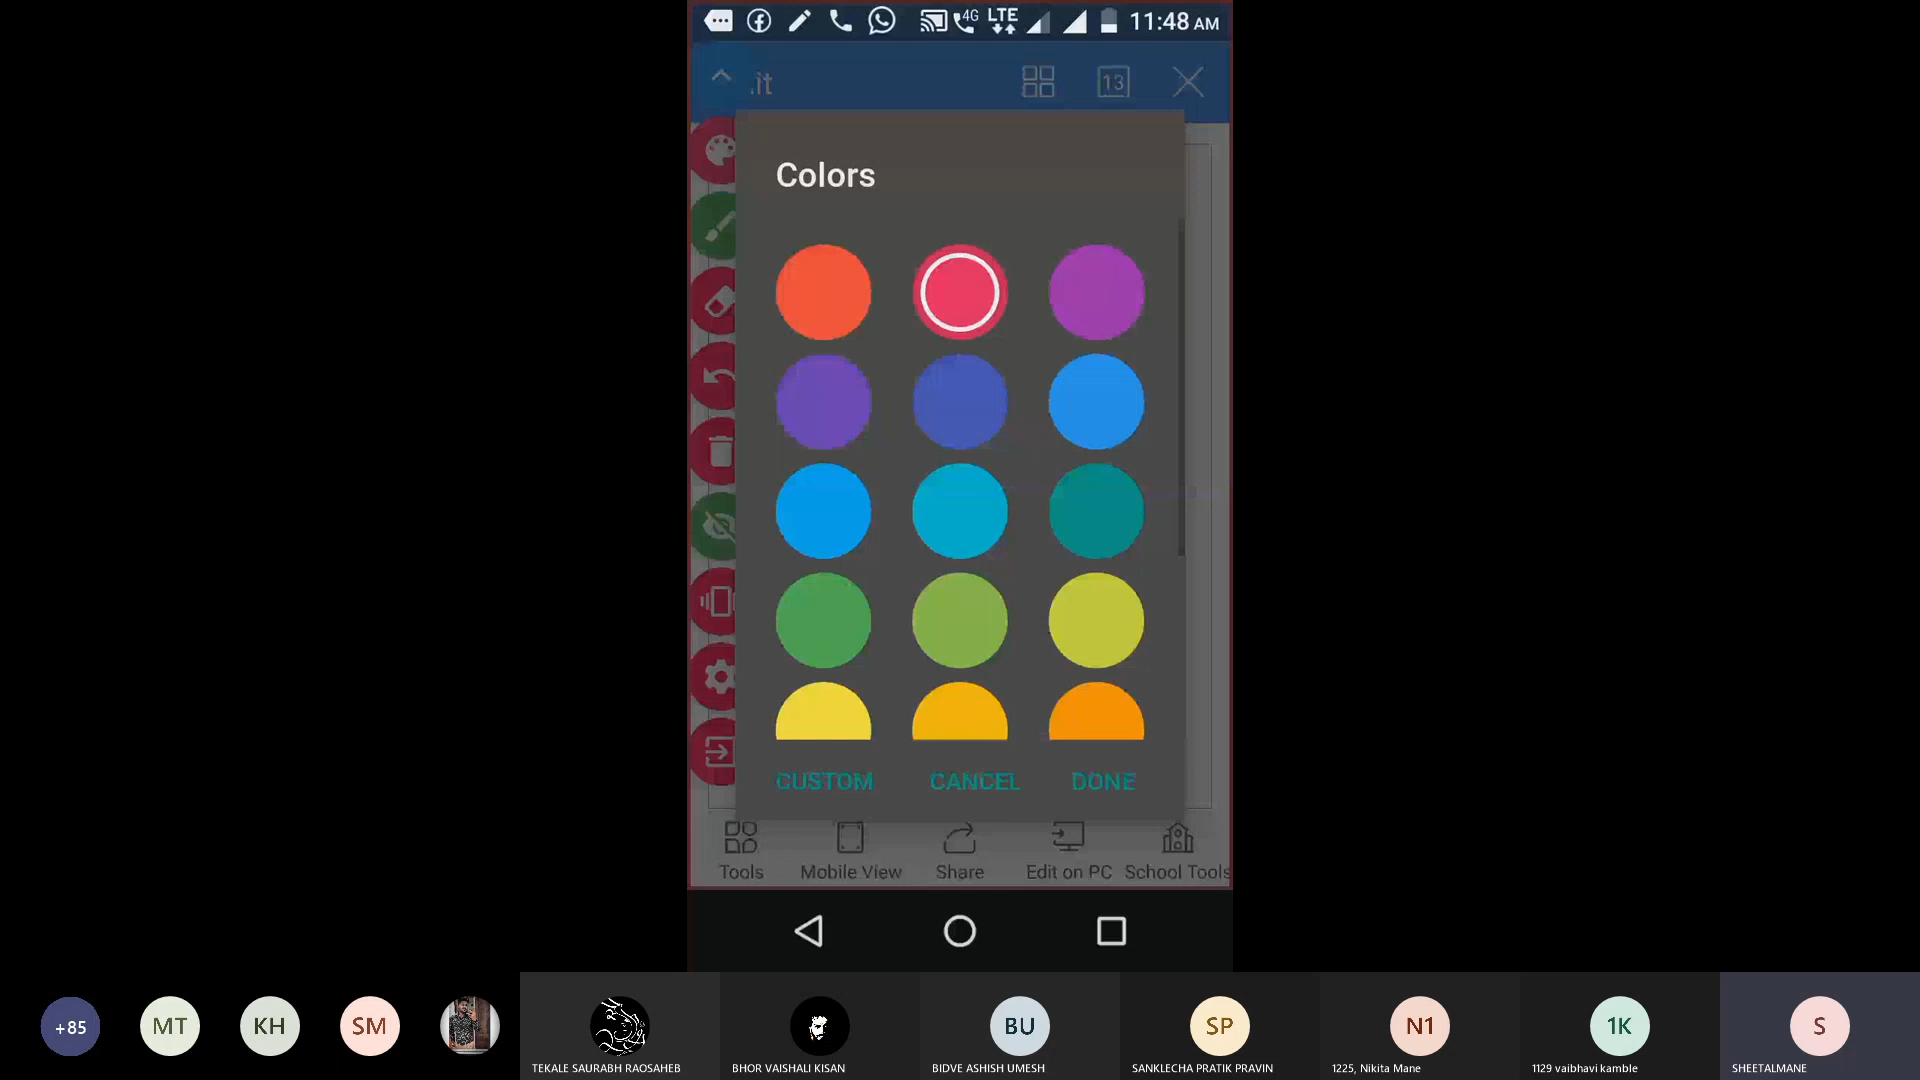 4G LTE 11:48 AM
it
13
Colors
CUSTOM CANCEL DONE
Tools Mobile View Share Edit on PC School Tools
+85 MT KH SM BU SP N1 1K S
TEKALE SAURABH RAOSAHEB BHOR VAISHALI KISAN BIDVE ASHISH UMESH SANKLECHA PRATIK PRAVIN 1225, Nikita Mane 1129 vaibhavi kamble SHEETALMANE